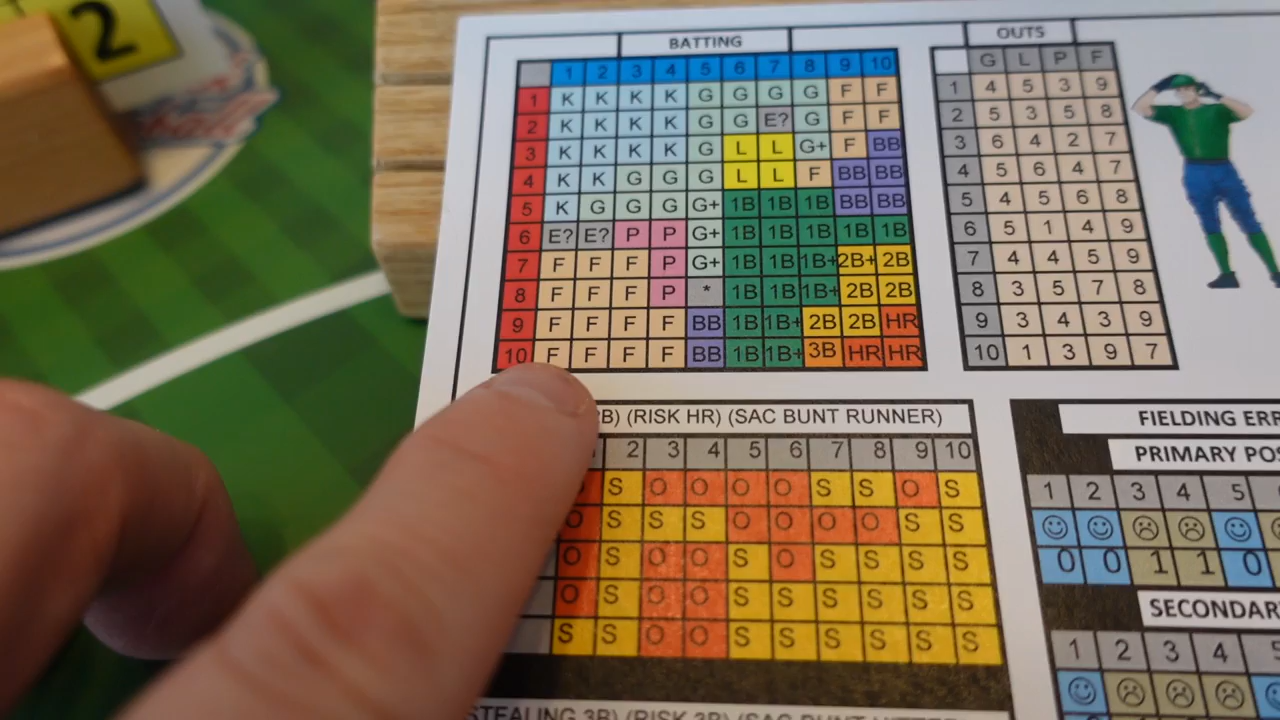 2
BATTING
1 2 3 4 5 6 7 8 9 10
1 K K K K G G G G F F
2 K K K K G G E? G F F
3 K K K K G L L G+ F BB
4 K K G G G L L F BB BB
5 K G G G G+ 1B 1B 1B BB BB
6 E? E? P P G+ 1B 1B 1B 1B 1B
7 F F F P G+ 1B 1B 1B+ 2B+ 2B
8 F F F P * 1B 1B 1B+ 2B 2B
9 F F F F BB 1B 1B+ 2B 2B HR
10 F F F F BB 1B 1B+ 3B HR HR
OUTS
G L P F
1 4 5 3 9
2 5 3 5 8
3 6 4 2 7
4 5 6 4 7
5 4 5 6 8
6 5 1 4 9
7 4 4 5 9
8 3 5 7 8
9 3 4 3 9
10 1 3 9 7
B) (RISK HR) (SAC BUNT RUNNER)
2 3 4 5 6 7 8 9 10
S O O O O S S O S
O S S S O O O O S S
O S O O S O S S S S
O S O O S S S S S S
S S O O S S S S S S
STEALING 3B) (RISK 3B) (SAC BUNT HITTER
FIELDING ERR
PRIMARY POS
1 2 3 4 5
0 0 1 1 0
SECONDAR
1 2 3 4